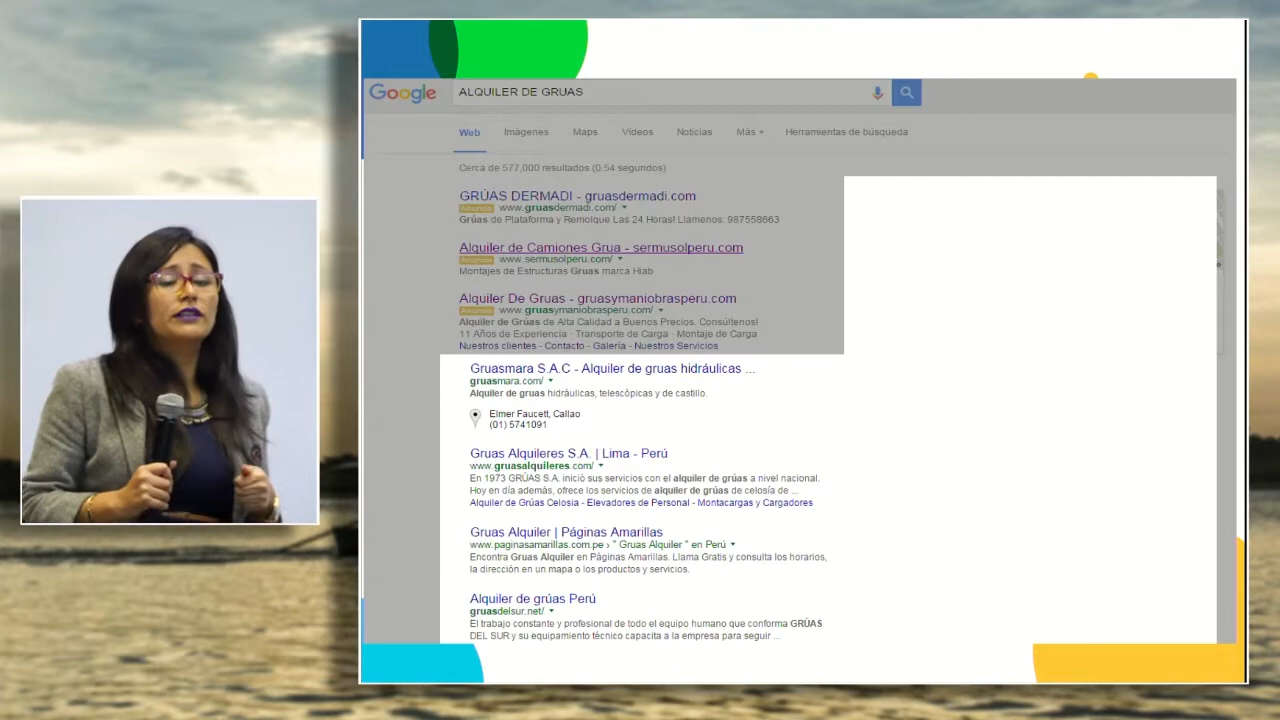 Google
ALQUILER DE GRUAS
Web Imágenes Maps Vídeos Noticias Más Herramientas de búsqueda
Cerca de 577,000 resultados (0.54 segundos)
GRÚAS DERMADI - gruasdermadi.com
Anuncio www.gruasdermadi.com/
Grúas de Plataforma y Remolque Las 24 Horas! Llamenos: 987558663
Alquiler de Camiones Grua - sermusolperu.com
Anuncio www.sermusolperu.com/
Montajes de Estructuras Gruas marca Hiab
Alquiler De Gruas - gruasymaniobrasperu.com
Anuncio www.gruasymaniobrasperu.com/
Alquiler de Grúas de Alta Calidad a Buenos Precios. Consúltenos!
11 Años de Experiencia · Transporte de Carga · Montaje de Carga
Nuestros clientes - Contacto - Galería - Nuestros Servicios
Gruasmara S.A.C - Alquiler de gruas hidráulicas ...
gruasmara.com/
Alquiler de gruas hidráulicas, telescópicas y de castillo.
Elmer Faucett, Callao
(01) 5741091
Gruas Alquileres S.A. | Lima - Perú
www.gruasalquileres.com/
En 1973 GRÚAS S.A. inició sus servicios con el alquiler de grúas a nivel nacional.
Hoy en día además, ofrece los servicios de alquiler de grúas de celosía de ...
Alquiler de Grúas Celosia - Elevadores de Personal - Montacargas y Cargadores
Gruas Alquiler | Páginas Amarillas
www.paginasamarillas.com.pe › " Gruas Alquiler " en Perú
Encontra Gruas Alquiler en Páginas Amarillas. Llama Gratis y consulta los horarios,
la dirección en un mapa o los productos y servicios.
Alquiler de grúas Perú
gruasdelsur.net/
El trabajo constante y profesional de todo el equipo humano que conforma GRÚAS
DEL SUR y su equipamiento técnico capacita a la empresa para seguir ...